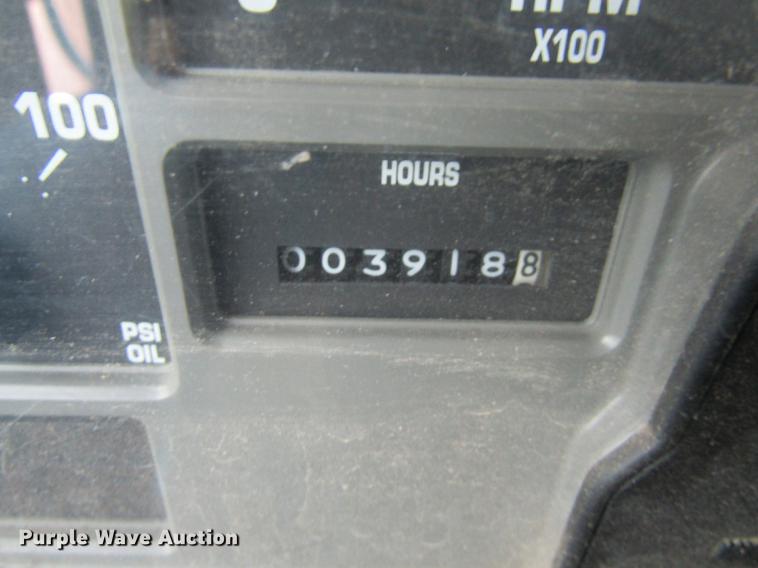 RPM
X100
100
HOURS
0039188
PSI
OIL
Purple Wave Auction